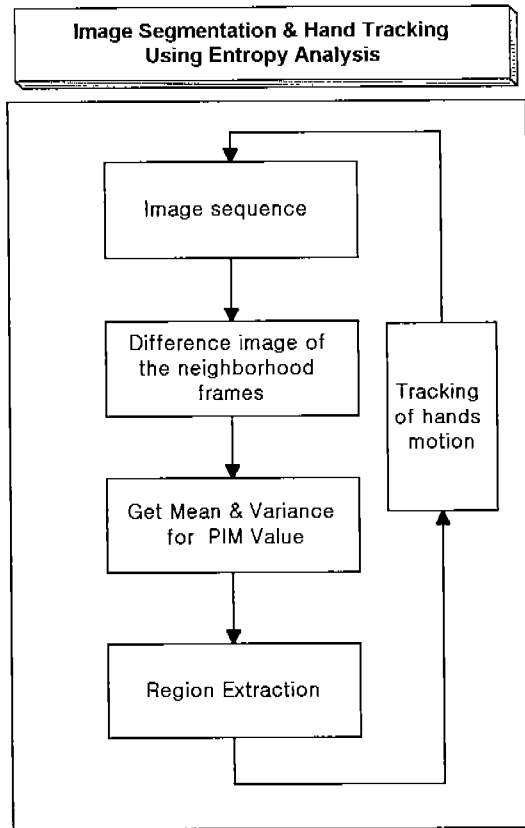 Image Segmentation & Hand Tracking
Using Entropy Analysis
Image sequence
Difference image of
the neighborhood
frames
Get Mean & Variance
for PIM Value
Region Extraction
Tracking
of hands
motion